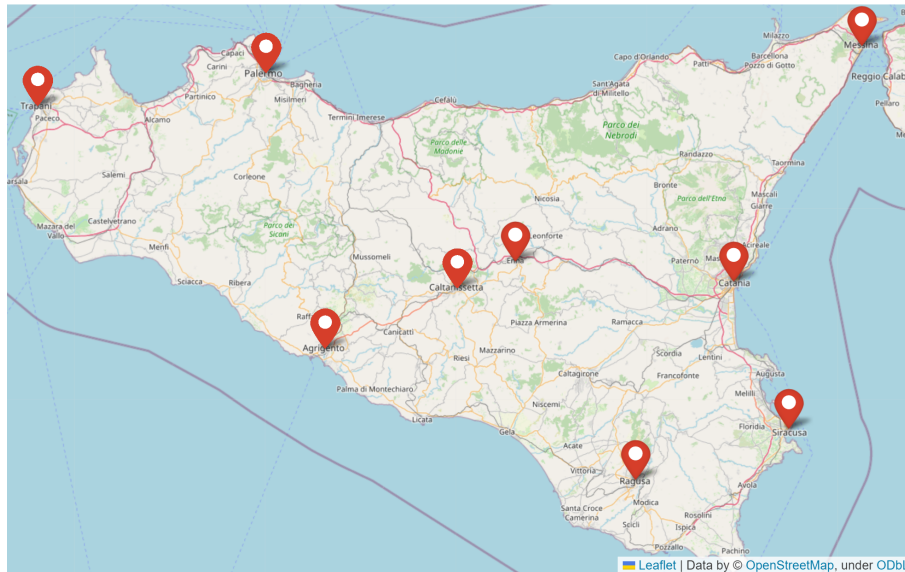 Milazzo
Messina
Capaci
Carini
Palermo
Bagheria
Misilmeri
Trapani
Paceco
Partinico
Alcamo
Termini Imerese
Cefalù
Capo d'Orlando
Patti
Barcellona
Pozzo di Gotto
Sant'Agata
di Militello
Reggio Calab
Pellaro
Parco dei
Nebrodi
Parco delle
Madonie
Randazzo
Taormina
arsala
Salemi
Corleone
Bronte
Parco dell'Etna
Mascali
Giarre
Nicosia
Mazara del
Vallo
Castelvetrano
Menfi
Parco dei
Sicani
Mussomeli
Leonforte
Enna
Adrano
Paternò
Mas
Acireale
Catania
Sciacca
Ribera
Caltanissetta
Raff
Agrigento
Canicattì
Piazza Armerina
Ramacca
Riesi
Mazzarino
Scordia
Lentini
Caltagirone
Francofonte
Augusta
Palma di Montechiaro
Melilli
Licata
Niscemi
Gela
Floridia
Siracusa
Acate
Vittoria
Ragusa
Avola
Modica
Santa Croce
Camerina
Scicli
Rosolini
Ispica
Pozzallo
Pachino
Leaflet | Data by © OpenStreetMap, under ODbL